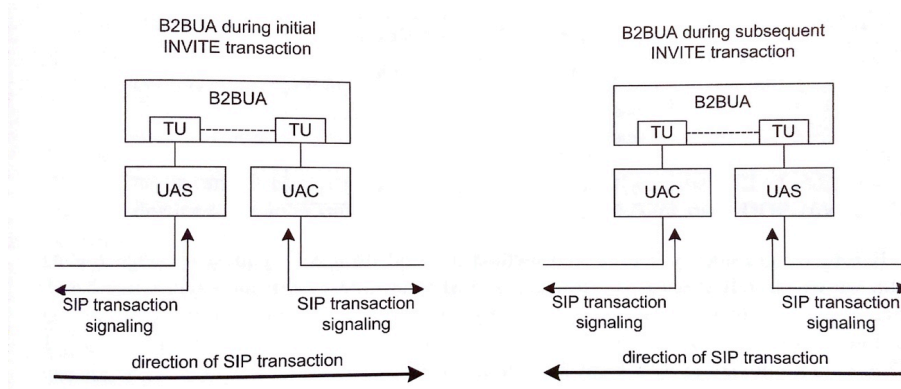 B2BUA during initial
INVITE transaction
B2BUA
TU
TU
UAS
UAC
SIP transaction
signaling
SIP transaction
signaling
direction of SIP transaction
B2BUA during subsequent
INVITE transaction
B2BUA
TU
TU
UAC
UAS
SIP transaction
signaling
SIP transaction
signaling
direction of SIP transaction